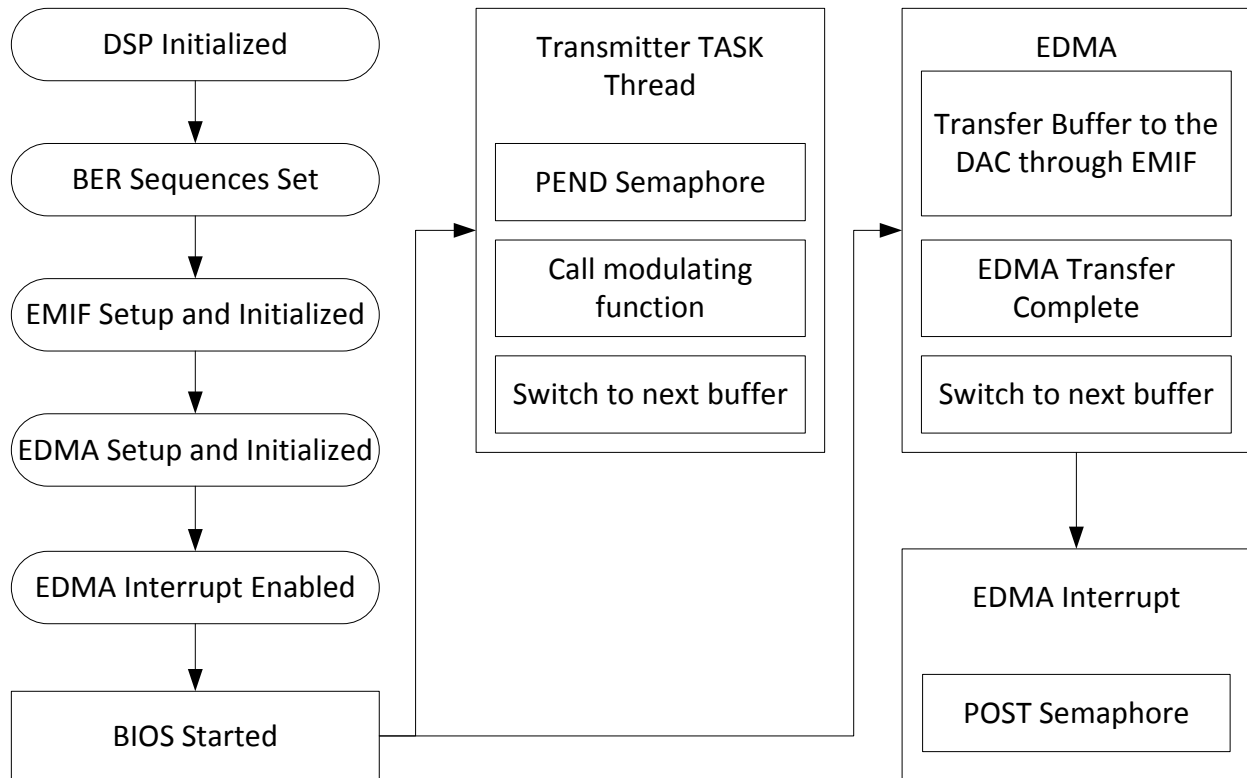 DSP Initialized
BER Sequences Set
EMIF Setup and Initialized
EDMA Setup and Initialized
EDMA Interrupt Enabled
BIOS Started
Transmitter TASK
Thread
PEND Semaphore
Call modulating
function
Switch to next buffer
EDMA
Transfer Buffer to the
DAC through EMIF
EDMA Transfer
Complete
Switch to next buffer
EDMA Interrupt
POST Semaphore